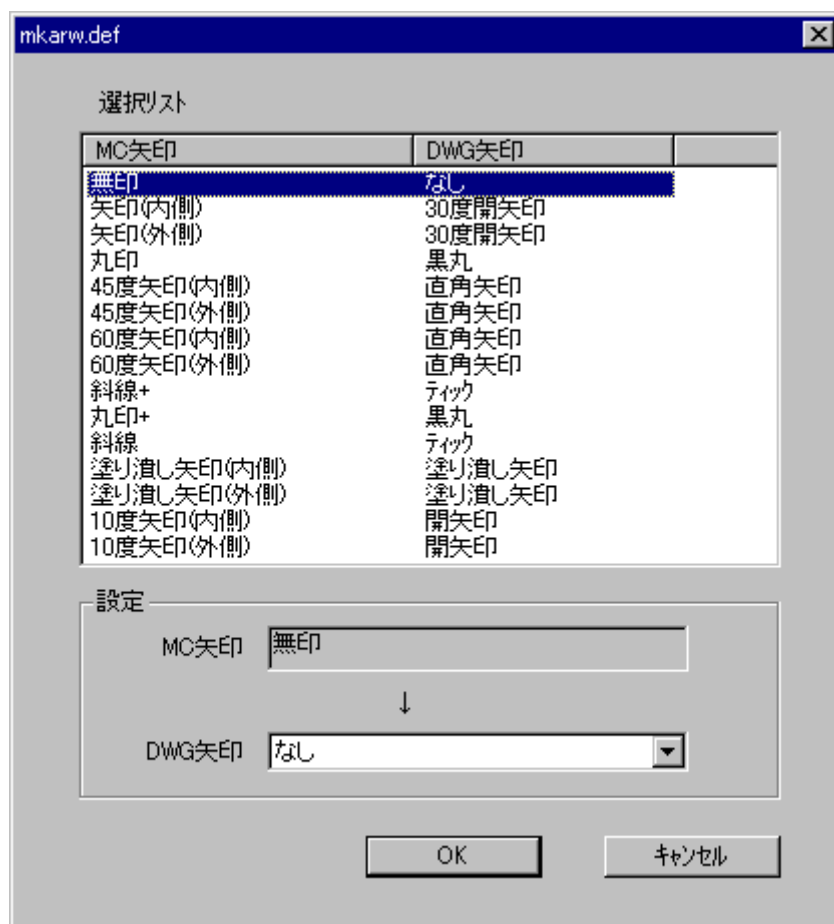 mkarw.def
選択ﾘｽﾄ
MC矢印 DWG矢印
無印 なし
矢印(内側) 30度開矢印
矢印(外側) 30度開矢印
丸印 黒丸
45度矢印(内側) 直角矢印
45度矢印(外側) 直角矢印
60度矢印(内側) 直角矢印
60度矢印(外側) 直角矢印
斜線+ ﾃｨｯｸ
丸印+ 黒丸
斜線 ﾃｨｯｸ
塗り潰し矢印(内側) 塗り潰し矢印
塗り潰し矢印(外側) 塗り潰し矢印
10度矢印(内側) 開矢印
10度矢印(外側) 開矢印
設定
MC矢印 無印
↓
DWG矢印 なし
OK ｷｬﾝｾﾙ